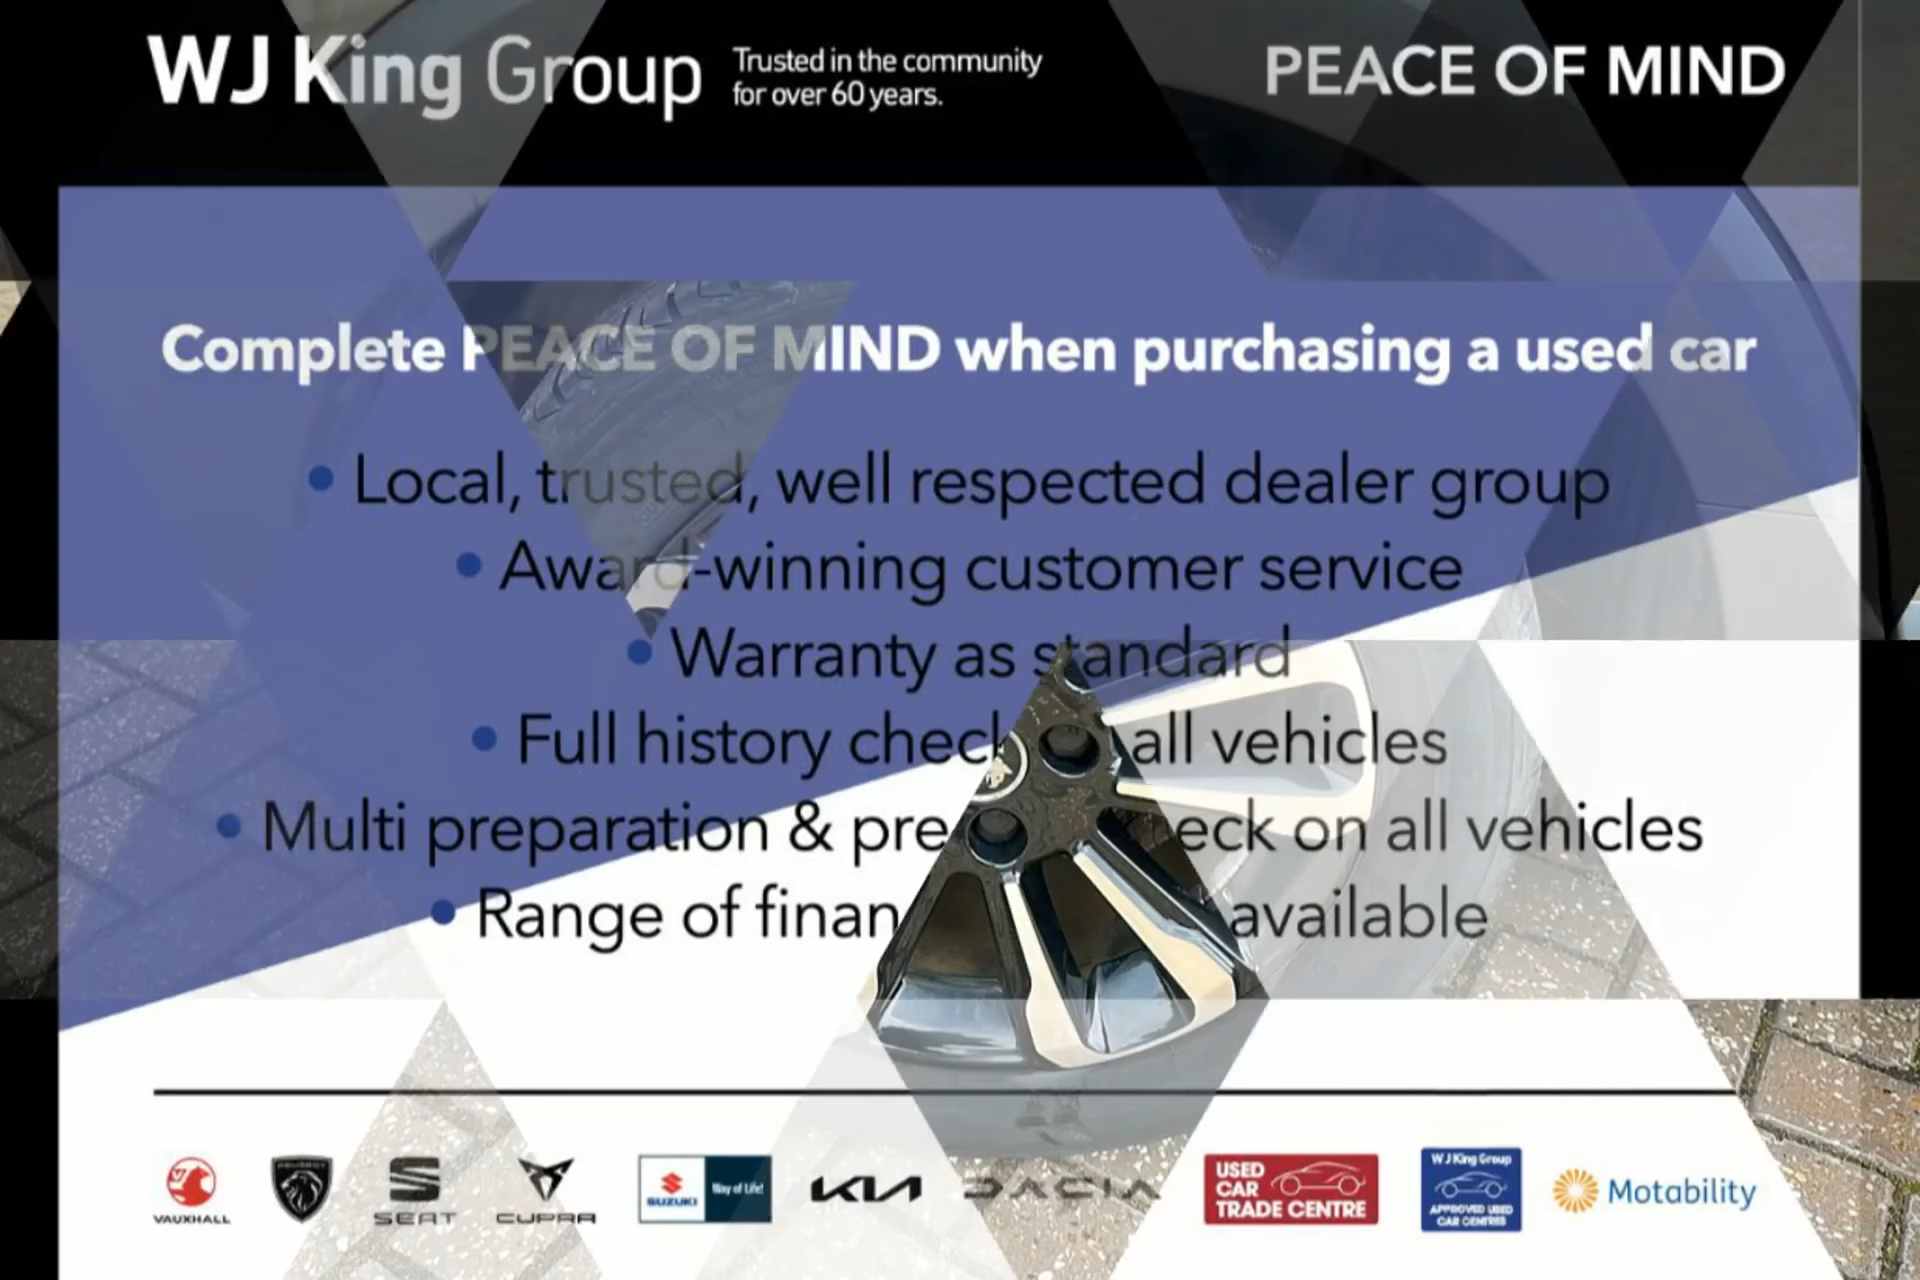 WJ King Group
Trusted in the community
for over 60 years.
PEACE OF MIND
Complete PEACE OF MIND when purchasing a used car
• Local, trusted, well respected dealer group
• Award-winning customer service
• Warranty as standard
• Full history check all vehicles
• Multi preparation & pre eck on all vehicles
• Range of finan available
VAUXHALL
PEUGEOT
SEAT
CUPRA
SUZUKI
Way of Life!
KIA
DACIA
USED
CAR
TRADE CENTRE
WJ King Group
APPROVED USED
CAR CENTRES
Motability